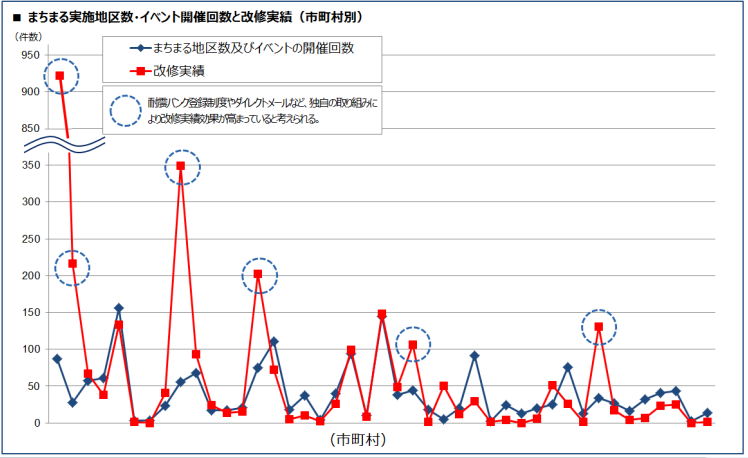 ■ まちまる実施地区数・イベント開催回数と改修実績（市町村別）
(件数)
まちまる地区数及びイベントの開催回数
改修実績
耐震バンク登録制度やダイレクトメールなど、独自の取り組みに
より改修実績効果が高まっていると考えられる。
950
900
850
350
300
250
200
150
100
50
0
（市町村）